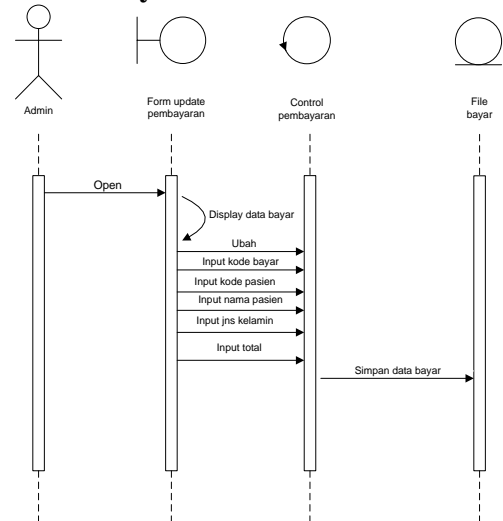 Admin
Form update
pembayaran
Control
pembayaran
File
bayar
Open
Display data bayar
Ubah
Input kode bayar
Input kode pasien
Input nama pasien
Input jns kelamin
Input total
Simpan data bayar